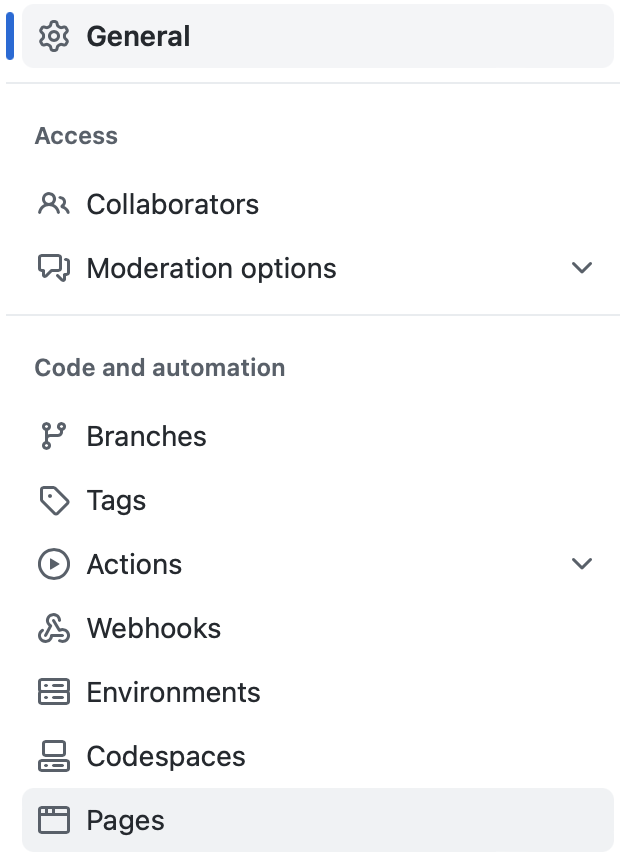 General
Access
Collaborators
Moderation options
Code and automation
Branches
Tags
Actions
Webhooks
Environments
Codespaces
Pages